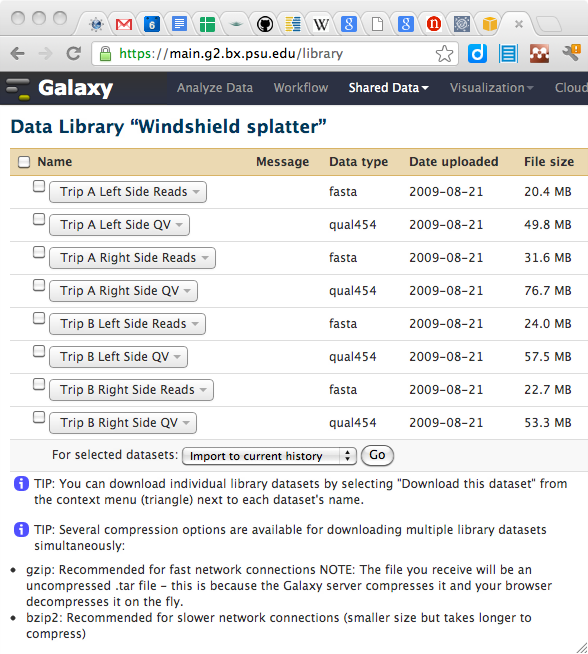 6 8 W 8 8 n
https://main.g2.bx.psu.edu/library d
Galaxy Analyze Data Workflow Shared Data Visualization Cloud
Data Library “Windshield splatter”
Name Message Data type Date uploaded File size
Trip A Left Side Reads fasta 2009-08-21 20.4 MB
Trip A Left Side QV qual454 2009-08-21 49.8 MB
Trip A Right Side Reads fasta 2009-08-21 31.6 MB
Trip A Right Side QV qual454 2009-08-21 76.7 MB
Trip B Left Side Reads fasta 2009-08-21 24.0 MB
Trip B Left Side QV qual454 2009-08-21 57.5 MB
Trip B Right Side Reads fasta 2009-08-21 22.7 MB
Trip B Right Side QV qual454 2009-08-21 53.3 MB
For selected datasets: Import to current history Go
TIP: You can download individual library datasets by selecting "Download this dataset" from
the context menu (triangle) next to each dataset's name.
TIP: Several compression options are available for downloading multiple library datasets
simultaneously:
• gzip: Recommended for fast network connections NOTE: The file you receive will be an
uncompressed .tar file - this is because the Galaxy server compresses it and your browser
decompresses it on the fly.
• bzip2: Recommended for slower network connections (smaller size but takes longer to
compress)